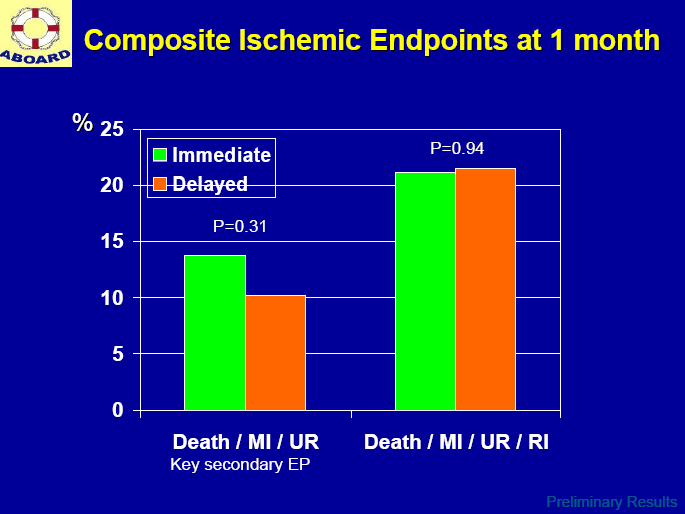 ABOARD
Composite Ischemic Endpoints at 1 month
%
25
20
15
10
5
0
Immediate
Delayed
P=0.31
P=0.94
Death / MI / UR
Key secondary EP
Death / MI / UR / RI
Preliminary Results